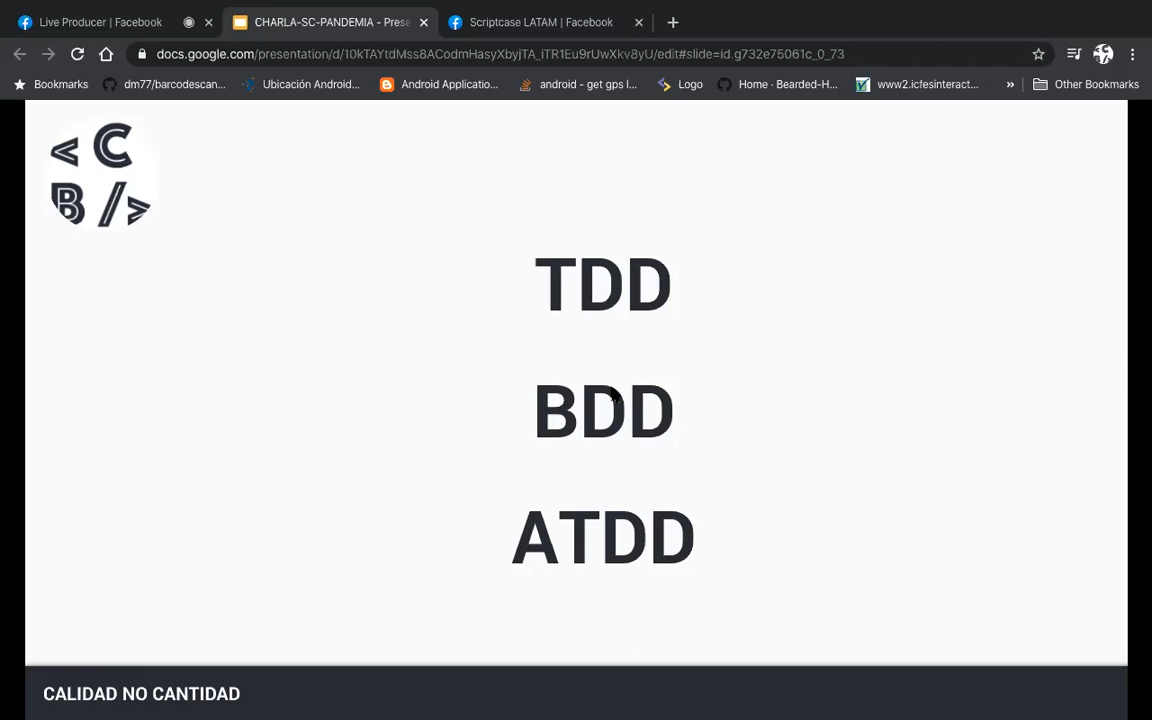 Live Producer | Facebook
CHARLA-SC-PANDEMIA - Prese
Scriptcase LATAM | Facebook
docs.google.com/presentation/d/10kTAYtdMss8ACodmHasyXbyjTA_iTR1Eu9rUwXkv8yU/edit#slide=id.g732e75061c_0_73
Bookmarks
dm77/barcodescan...
Ubicación Android...
Android Applicatio...
android - get gps l...
Logo
Home · Bearded-H...
www2.icfesinteract...
»
Other Bookmarks
< C
B />
TDD
BDD
ATDD
CALIDAD NO CANTIDAD